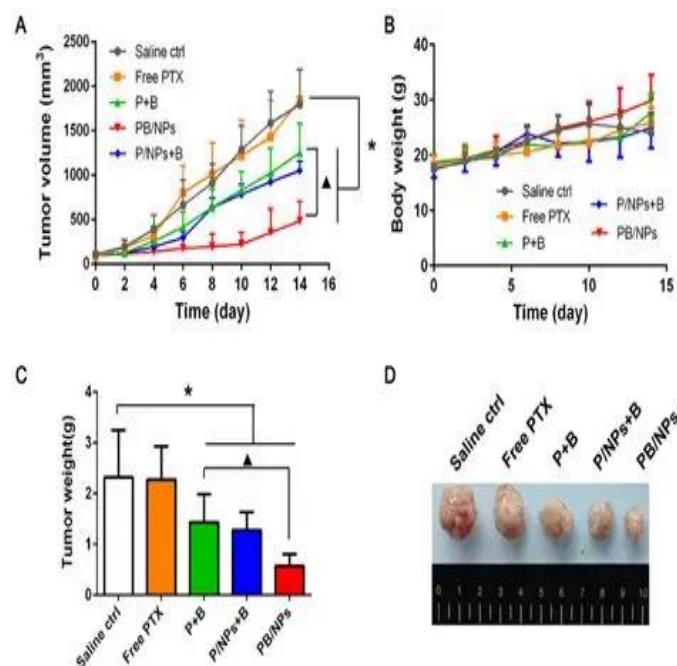 A
Tumor volume (mm³)
2500
2000
1500
1000
500
0
Saline ctrl
Free PTX
P+B
PB/NPs
P/NPs+B
*
▲
0 2 4 6 8 10 12 14 16
Time (day)
B
Body weight (g)
40
30
20
10
0
Saline ctrl
Free PTX
P+B
P/NPs+B
PB/NPs
0 5 10 15
Time (day)
C
Tumor weight(g)
4
3
2
1
0
*
▲
Saline ctrl
Free PTX
P+B
P/NPs+B
PB/NPs
D
Saline ctrl
Free PTX
P+B
P/NPs+B
PB/NPs
0 1 2 3 4 5 6 7 8 9 10